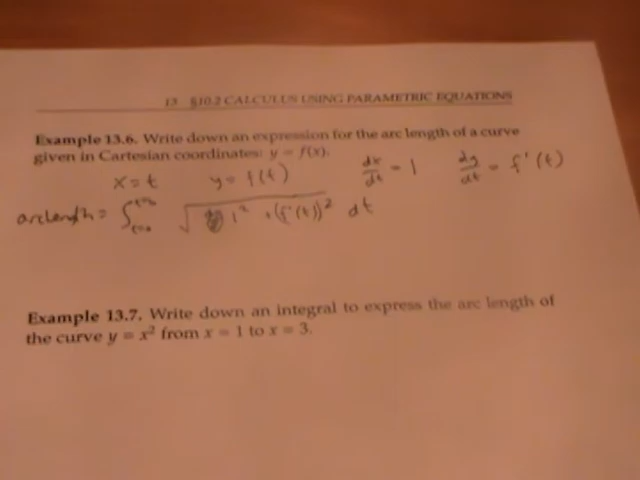 13 §10.2 CALCULUS USING PARAMETRIC EQUATIONS
Example 13.6. Write down an expression for the arc length of a curve
given in Cartesian coordinates: y = f(x).
x = t y = f(t) dx/dt = 1 dy/dt = f'(t)
arclength = ∫ √(1² + (f'(t))²) dt
Example 13.7. Write down an integral to express the arc length of
the curve y = x² from x = 1 to x = 3.